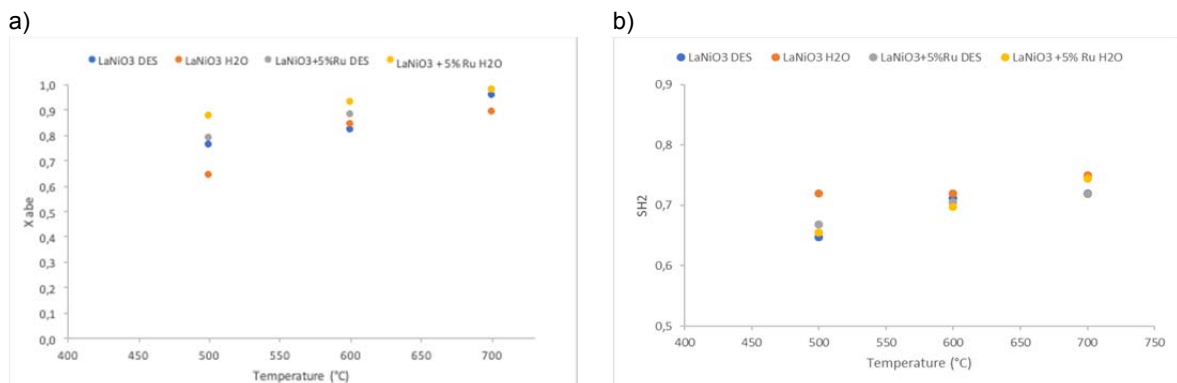 a)
LaNiO3 DES LaNiO3 H2O LaNiO3+5%Ru DES LaNiO3 + 5% Ru H2O
1,0
0,9
0,8
0,7
0,6
0,5
0,4
0,3
0,2
0,1
0,0
X abe
400 500 600 700
Temperature (°C)
b)
LaNiO3 DES LaNiO3 H2O LaNiO3+5%Ru DES LaNiO3 +5% Ru H2O
0,9
0,8
0,7
0,6
0,5
SH2
400 450 500 550 600 650 700 750
Temperature (°C)